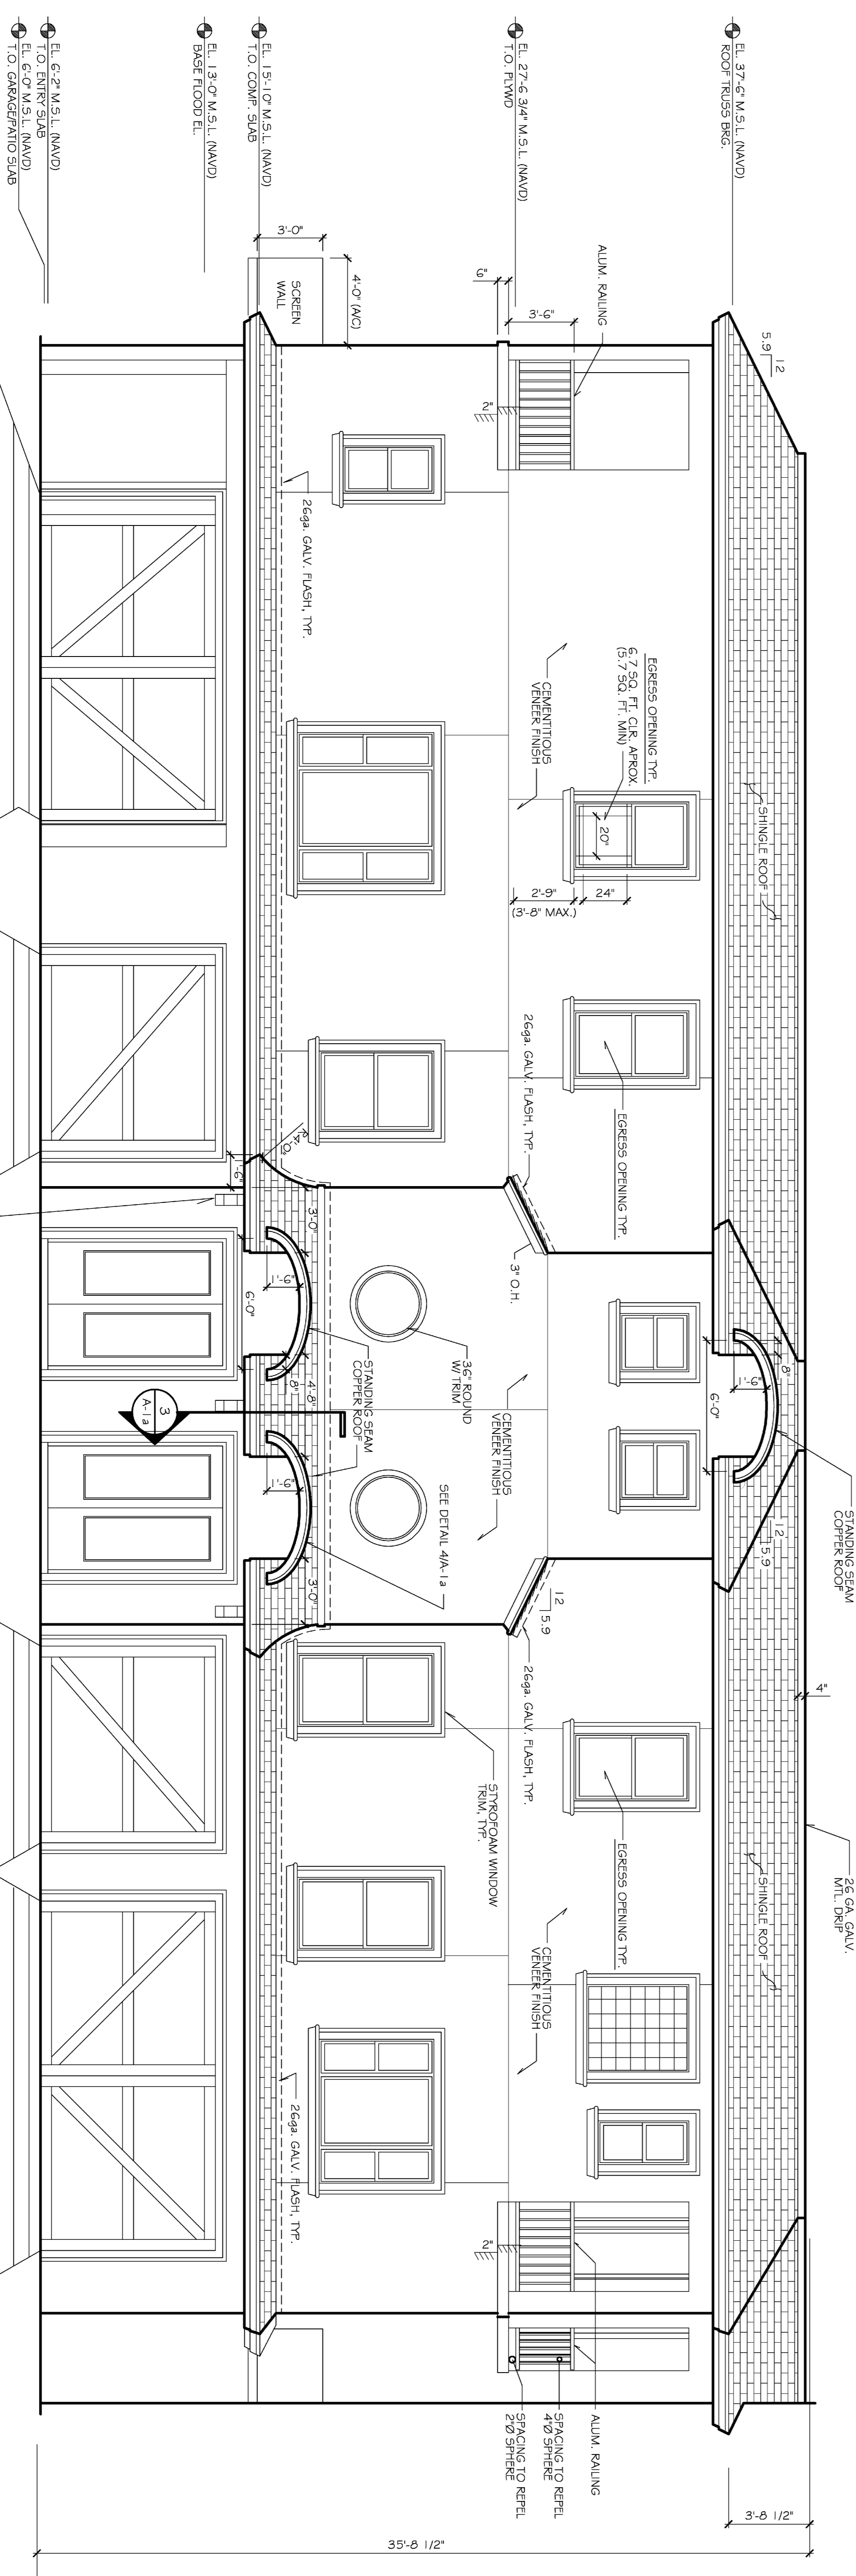 EL. 37'-6" M.S.L. (NAVD)
ROOF TRUSS BRG.
EL. 27'-6 3/4" M.S.L. (NAVD)
T.O. PLYWD
EL. 15'-10" M.S.L. (NAVD)
T.O. COMP. SLAB
EL. 13'-0" M.S.L. (NAVD)
BASE FLOOD EL.
EL. 6'-2" M.S.L. (NAVD)
T.O. ENTRY SLAB
EL. 6'-0" M.S.L. (NAVD)
T.O. GARAGE/PATIO SLAB
3'-0"
4'-0" (A/C)
SCREEN
WALL
6"
3'-6"
ALUM. RAILING
12
5.9
2"
26ga. GALV. FLASH, TYP.
CEMENTITIOUS
VENEER FINISH
EGRESS OPENING TYP.
6.7 SQ. FT. CLR. APROX.
(5.7 SQ. FT. MIN)
20"
24"
2'-9"
(3'-8" MAX.)
SHINGLE ROOF
26ga. GALV. FLASH, TYP.
EGRESS OPENING TYP.
4'-0"
1'-6"
3'-0"
1'-6"
6'-0"
3" O.H.
36" ROUND
W/ TRIM
STANDING SEAM
COPPER ROOF
4'-8"
8"
3
A-1a
CEMENTITIOUS
VENEER FINISH
8"
1'-6"
6'-0"
STANDING SEAM
COPPER ROOF
12
5.9
1'-6"
SEE DETAIL 4/A-1a
3'-0"
12
5.9
26ga. GALV. FLASH, TYP.
4"
26 GA. GALV.
MTL. DRIP
STYROFOAM WINDOW
TRIM, TYP.
EGRESS OPENING TYP.
SHINGLE ROOF
CEMENTITIOUS
VENEER FINISH
26ga. GALV. FLASH, TYP.
2"
ALUM. RAILING
SPACING TO REPEL
4"Ø SPHERE
SPACING TO REPEL
2"Ø SPHERE
3'-8 1/2"
35'-8 1/2"